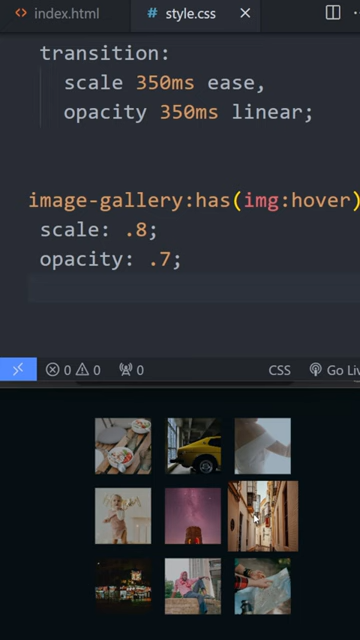 index.html
# style.css
transition:
scale 350ms ease,
opacity 350ms linear;
image-gallery:has(img:hover)
scale: .8;
opacity: .7;
0 0 0 CSS Go Liv